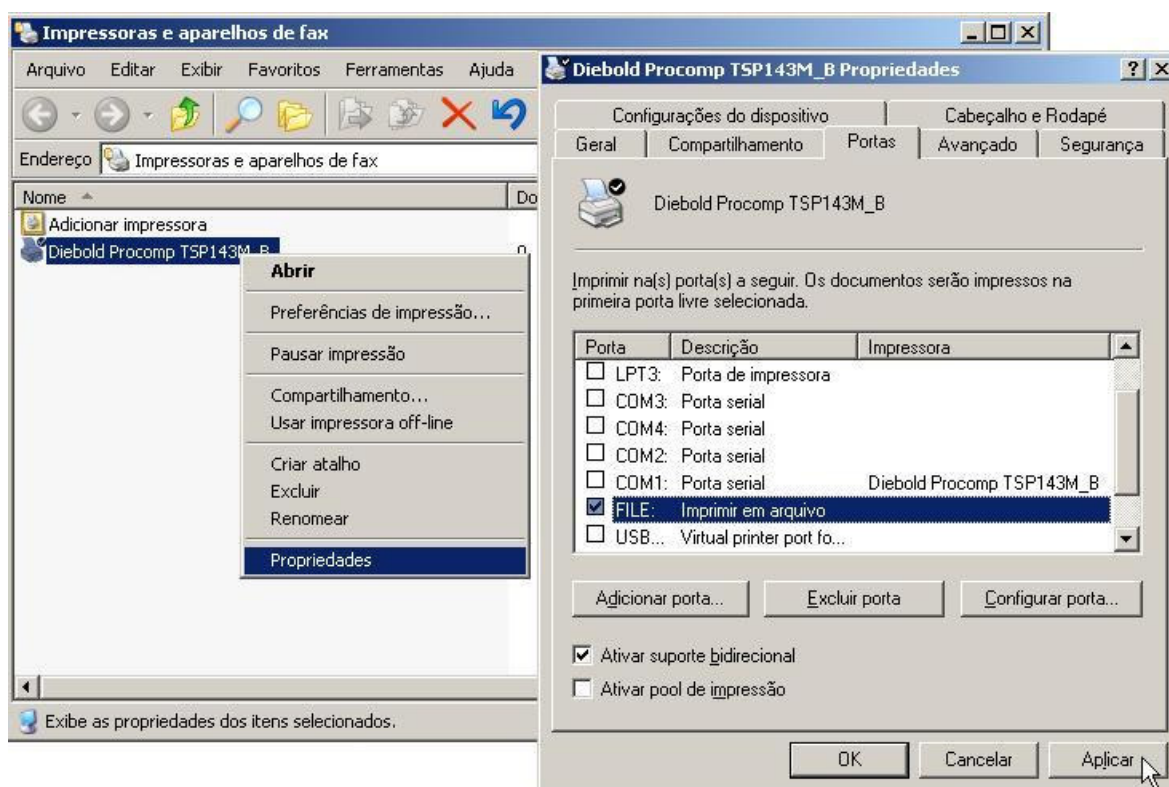 Impressoras e aparelhos de fax
Arquivo Editar Exibir Favoritos Ferramentas Ajuda
Endereço Impressoras e aparelhos de fax
Nome Do
Adicionar impressora
Diebold Procomp TSP143M_B 0
Abrir
Preferências de impressão...
Pausar impressão
Compartilhamento...
Usar impressora off-line
Criar atalho
Excluir
Renomear
Propriedades
Exibe as propriedades dos itens selecionados.
Diebold Procomp TSP143M_B Propriedades
Configurações do dispositivo Cabeçalho e Rodapé
Geral Compartilhamento Portas Avançado Segurança
Diebold Procomp TSP143M_B
Imprimir na(s) porta(s) a seguir. Os documentos serão impressos na
primeira porta livre selecionada.
Porta Descrição Impressora
LPT3: Porta de impressora
COM3: Porta serial
COM4: Porta serial
COM2: Porta serial
COM1: Porta serial Diebold Procomp TSP143M_B
FILE: Imprimir em arquivo
USB... Virtual printer port fo...
Adicionar porta... Excluir porta Configurar porta...
Ativar suporte bidirecional
Ativar pool de impressão
OK Cancelar Aplicar